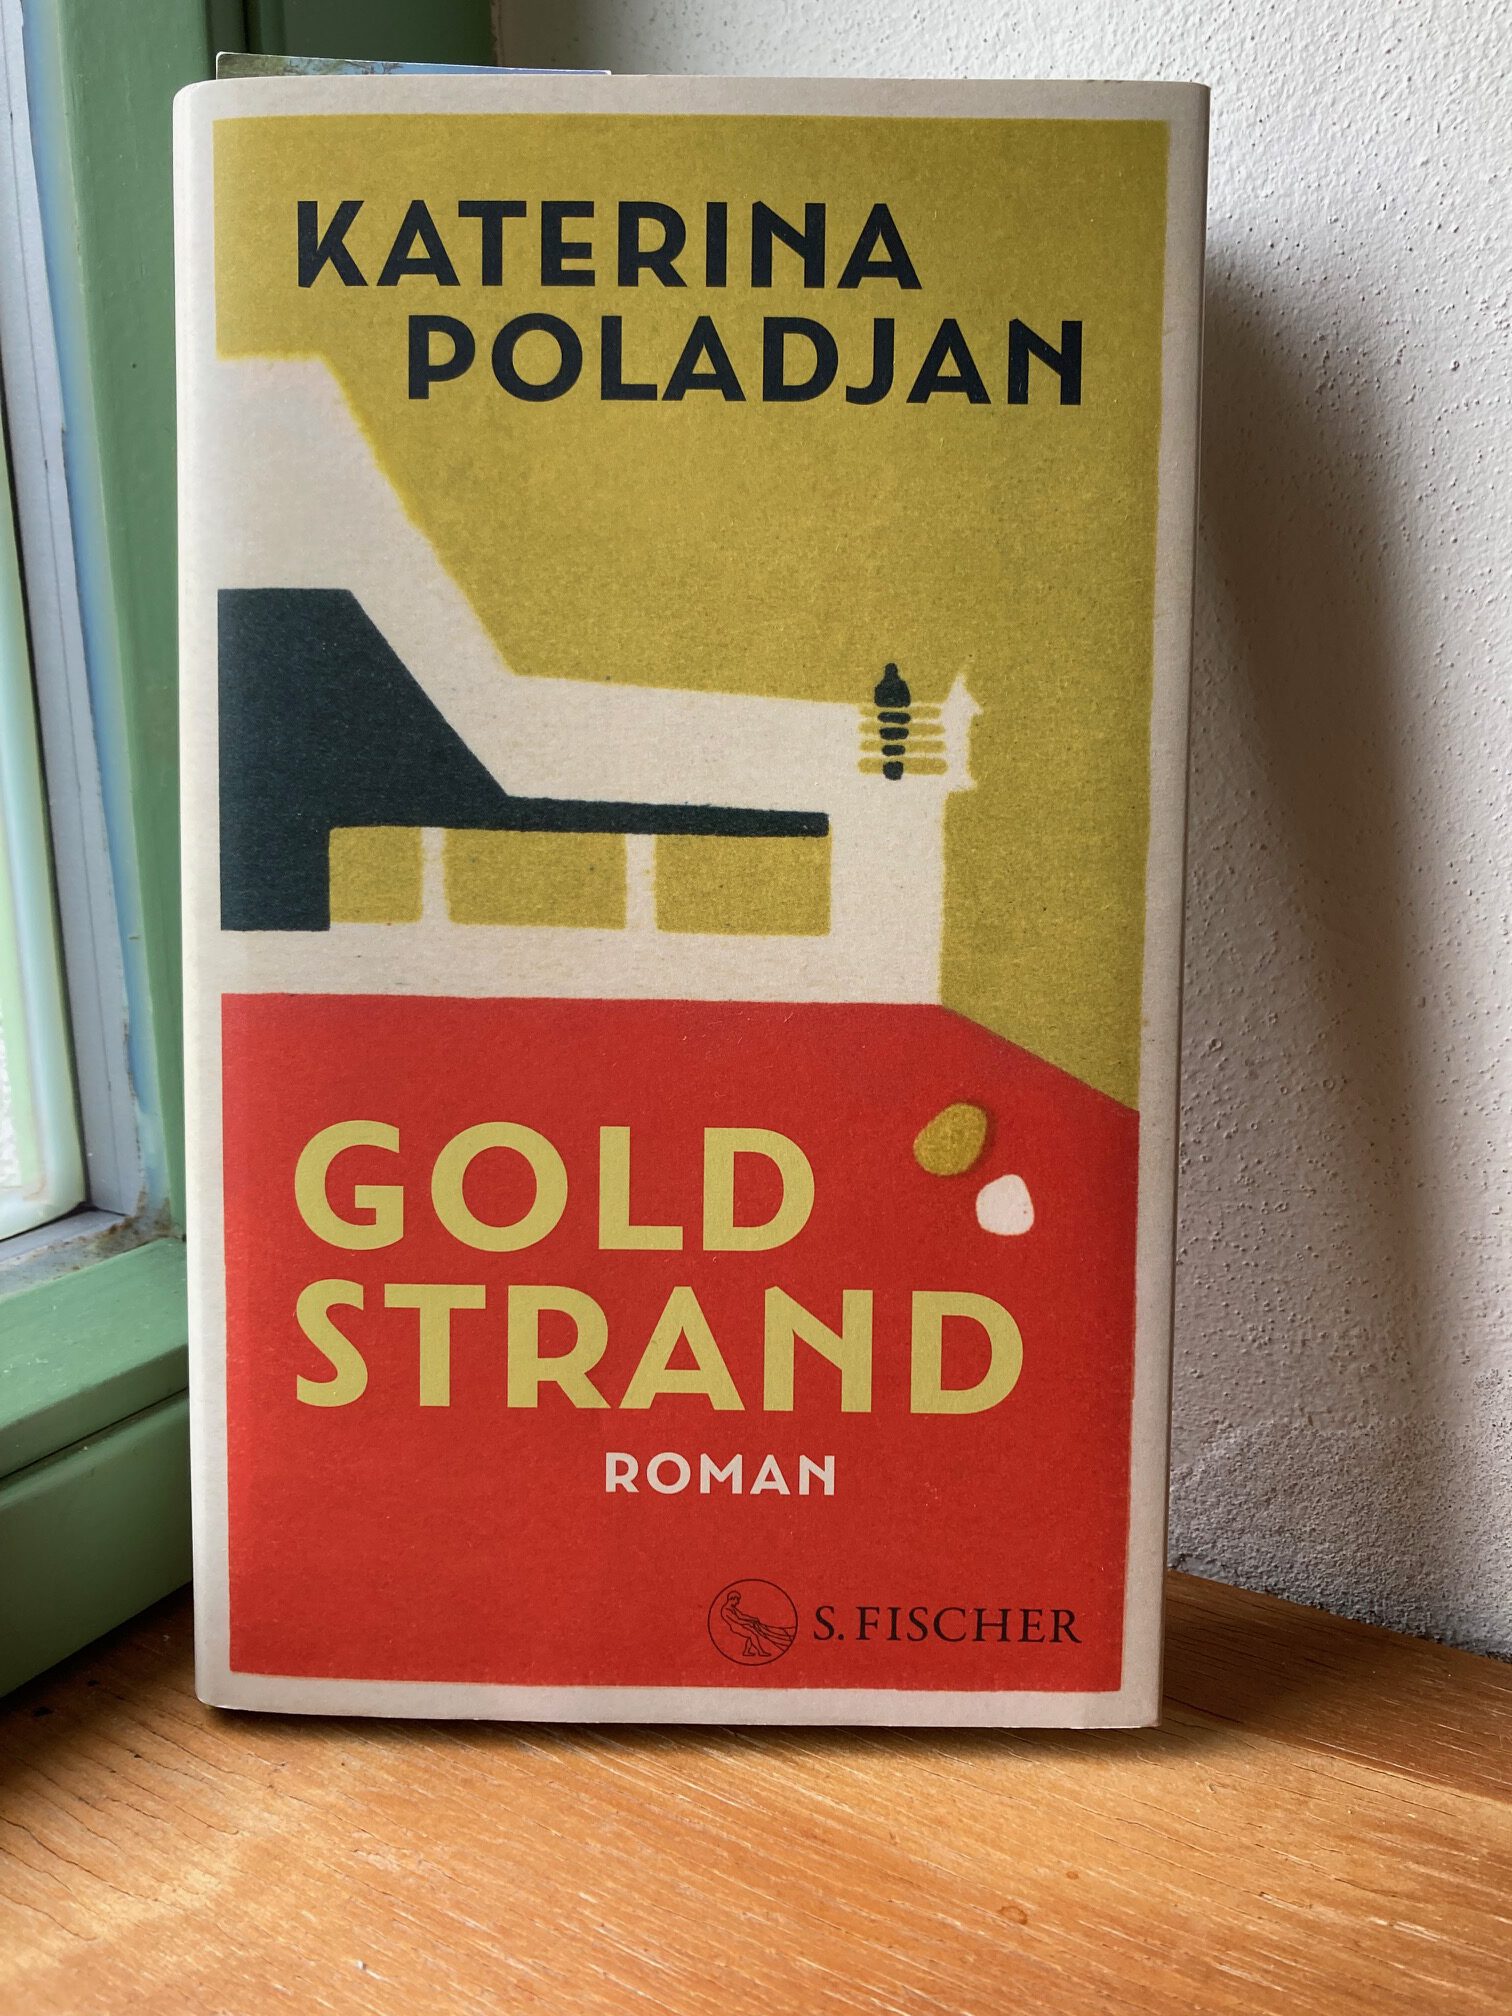 KATERINA
POLADJAN
GOLD
STRAND
ROMAN
S. FISCHER